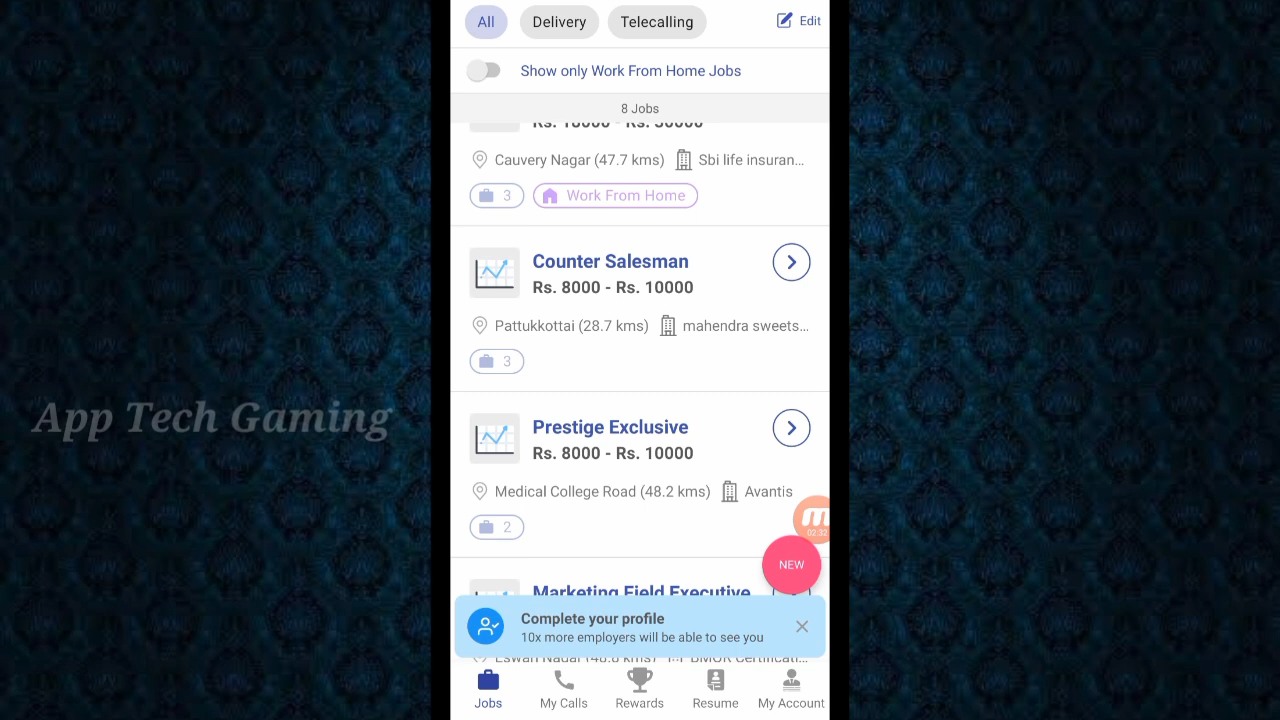 All
Delivery
Telecalling
Edit
Show only Work From Home Jobs
8 Jobs
Cauvery Nagar (47.7 kms)
Sbi life insuran...
3
Work From Home
Counter Salesman
Rs. 8000 - Rs. 10000
Pattukkottai (28.7 kms)
mahendra sweets...
3
App Tech Gaming
Prestige Exclusive
Rs. 8000 - Rs. 10000
Medical College Road (48.2 kms)
Avantis
2
02:32
NEW
Marketing Field Executive
Complete your profile
10x more employers will be able to see you
Jobs
My Calls
Rewards
Resume
My Account